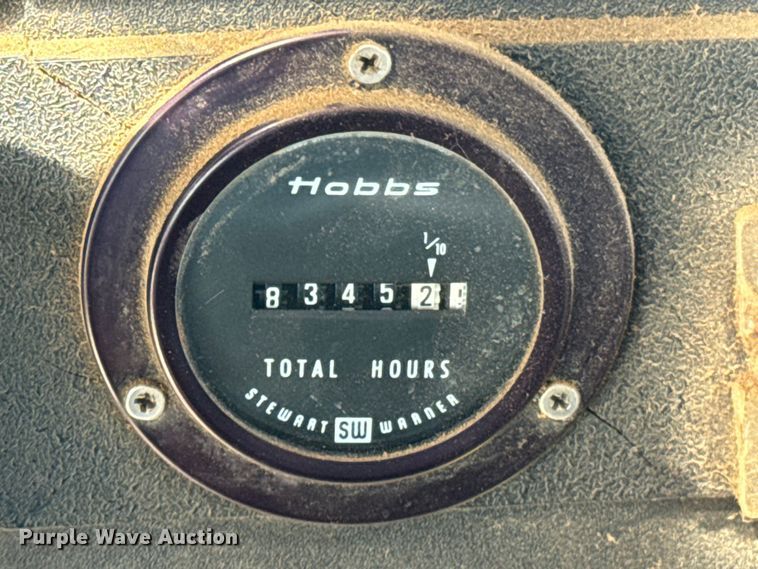 Hobbs
1/10
8 3 4 5 2
TOTAL HOURS
STEWART SW WARNER
Purple Wave Auction